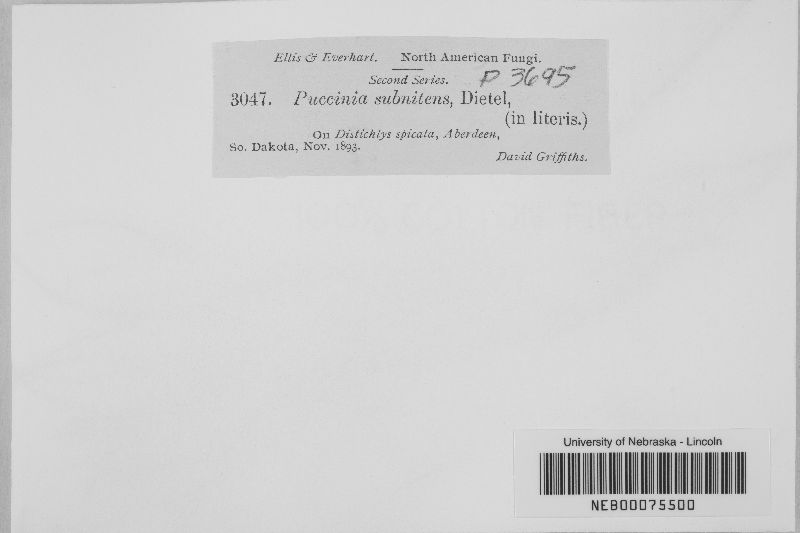 Ellis & Everhart. North American Fungi.
Second Series. P 3695
3047. Puccinia subnitens, Dietel,
(in literis.)
On Distichlys spicata, Aberdeen,
So. Dakota, Nov. 1893.
David Griffiths.
University of Nebraska - Lincoln
NEB00075500